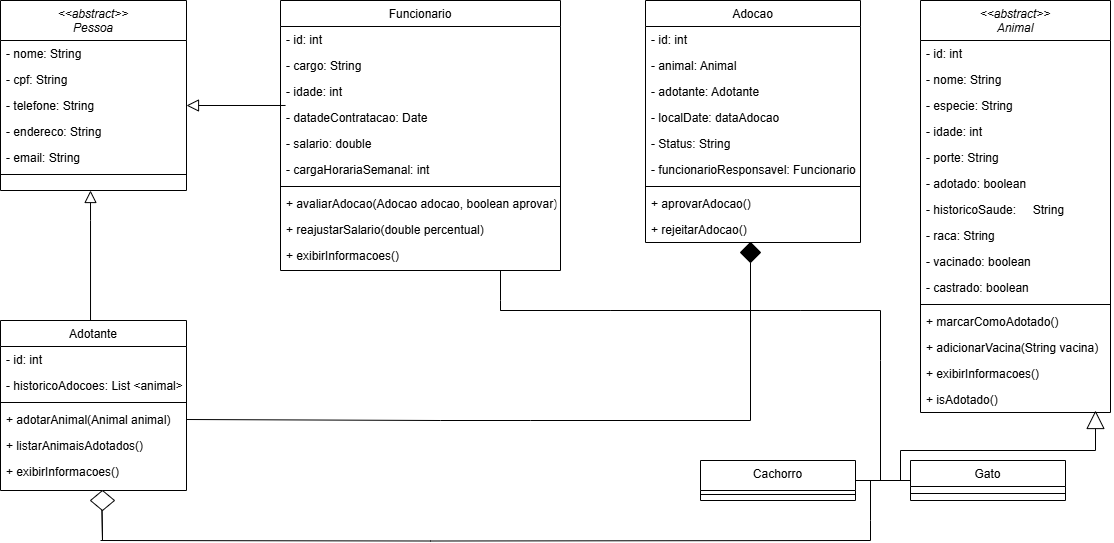 <<abstract>>
Pessoa
- nome: String
- cpf: String
- telefone: String
- endereco: String
- email: String
Funcionario
- id: int
- cargo: String
- idade: int
- datadeContratacao: Date
- salario: double
- cargaHorariaSemanal: int
+ avaliarAdocao(Adocao adocao, boolean aprovar)
+ reajustarSalario(double percentual)
+ exibirInformacoes()
Adocao
- id: int
- animal: Animal
- adotante: Adotante
- localDate: dataAdocao
- Status: String
- funcionarioResponsavel: Funcionario
+ aprovarAdocao()
+ rejeitarAdocao()
<<abstract>>
Animal
- id: int
- nome: String
- especie: String
- idade: int
- porte: String
- adotado: boolean
- historicoSaude: String
- raca: String
- vacinado: boolean
- castrado: boolean
+ marcarComoAdotado()
+ adicionarVacina(String vacina)
+ exibirInformacoes()
+ isAdotado()
Adotante
- id: int
- historicoAdocoes: List <animal>
+ adotarAnimal(Animal animal)
+ listarAnimaisAdotados()
+ exibirInformacoes()
Cachorro
Gato